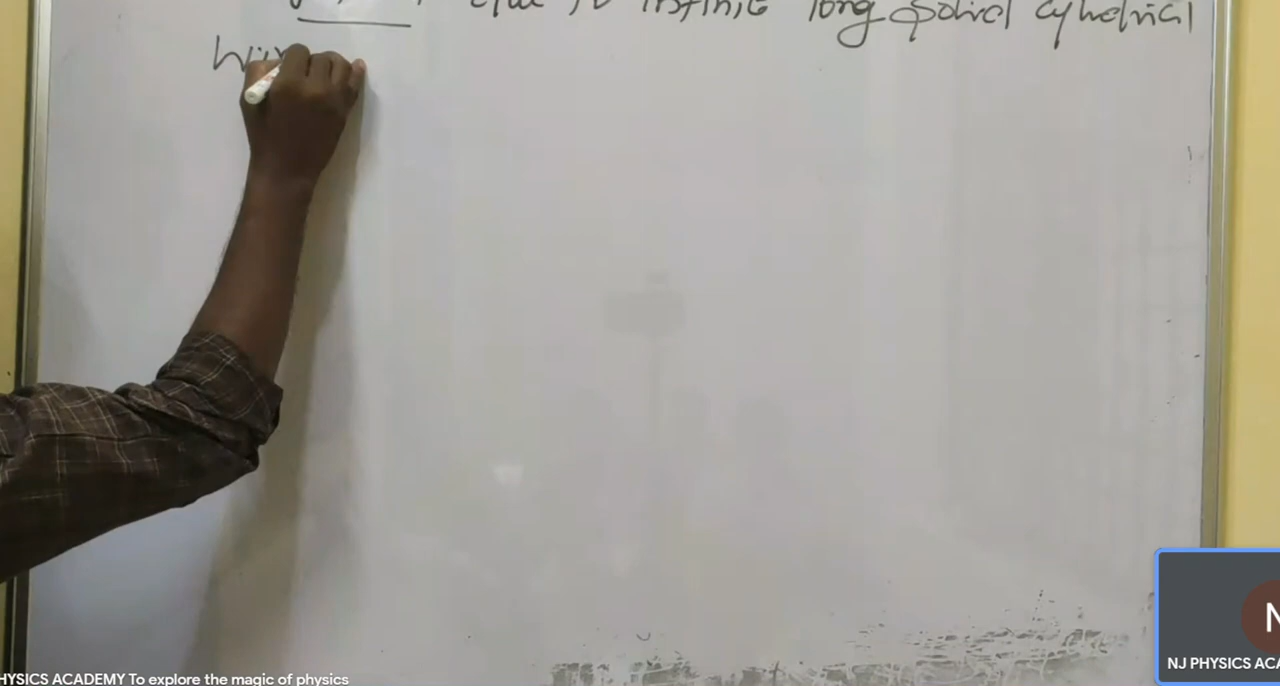 due to infinite long solid cylindrical
HYSICS ACADEMY To explore the magic of physics
N
NJ PHYSICS ACA